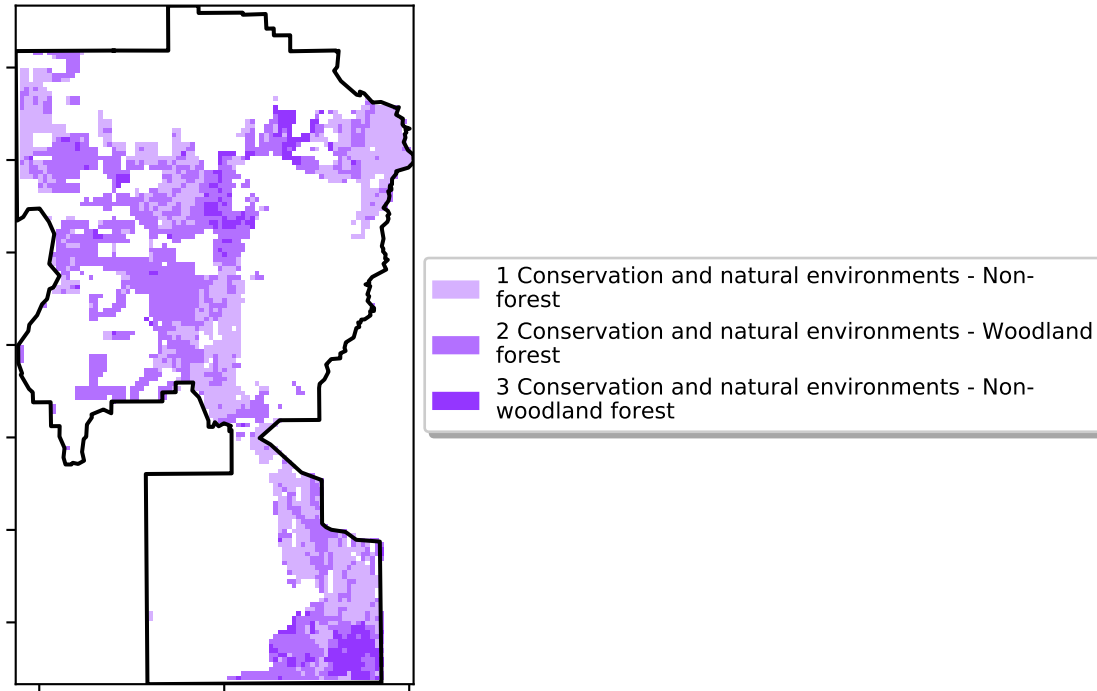 1 Conservation and natural environments - Non-
forest
2 Conservation and natural environments - Woodland
forest
3 Conservation and natural environments - Non-
woodland forest